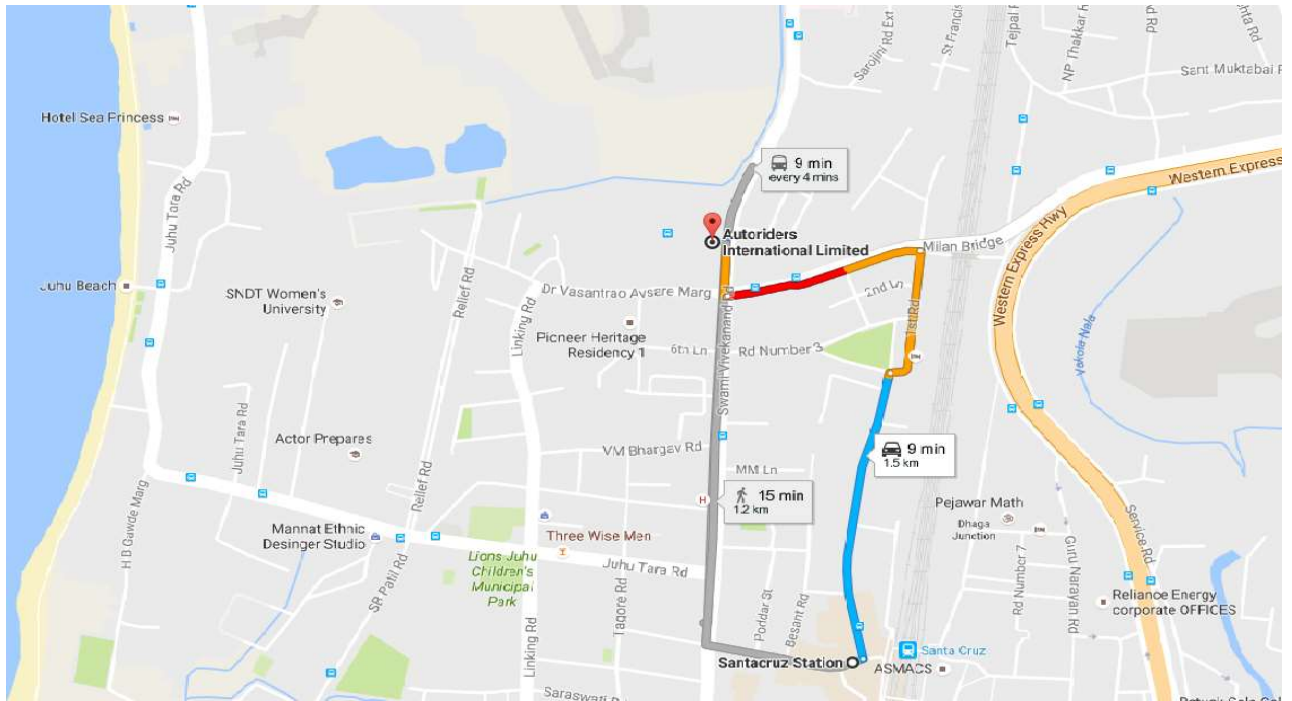 Sarojini Rd Ext
St Francis
Tejpal R
NP Thakkar R
Sant Muktabai
Hotel Sea Princess
9 min
every 4 mins
Western Express
Juhu Tara Rd
Western Express Hwy
Autoriders
International Limited
Milan Bridge
Juhu Beach
SNDT Women's
University
Relief Rd
Linking Rd
Dr Vasantrao Avsare Marg
2nd Ln
1st Rd
Vakola Nala
Pioneer Heritage
Residency 1
6th Ln
Rd Number 3
Swami Vivekanand Rd
Juhu Tara Rd
Actor Prepares
VM Bhargav Rd
9 min
1.5 km
MM Ln
15 min
1.2 km
H
Relief Rd
H B Gawde Marg
Pejawar Math
Dhaga
Junction
Mannat Ethnic
Desinger Studio
Three Wise Men
Lions Juhu
Children's
Municipal
Park
Juhu Tara Rd
SB Patil Rd
Tagore Rd
Poddar St
Besant Rd
Rd Number 7
Guru Narayan Rd
Service Rd
Reliance Energy
corporate OFFICES
Linking Rd
Santacruz Station
Santa Cruz
ASMACS
Saraswati